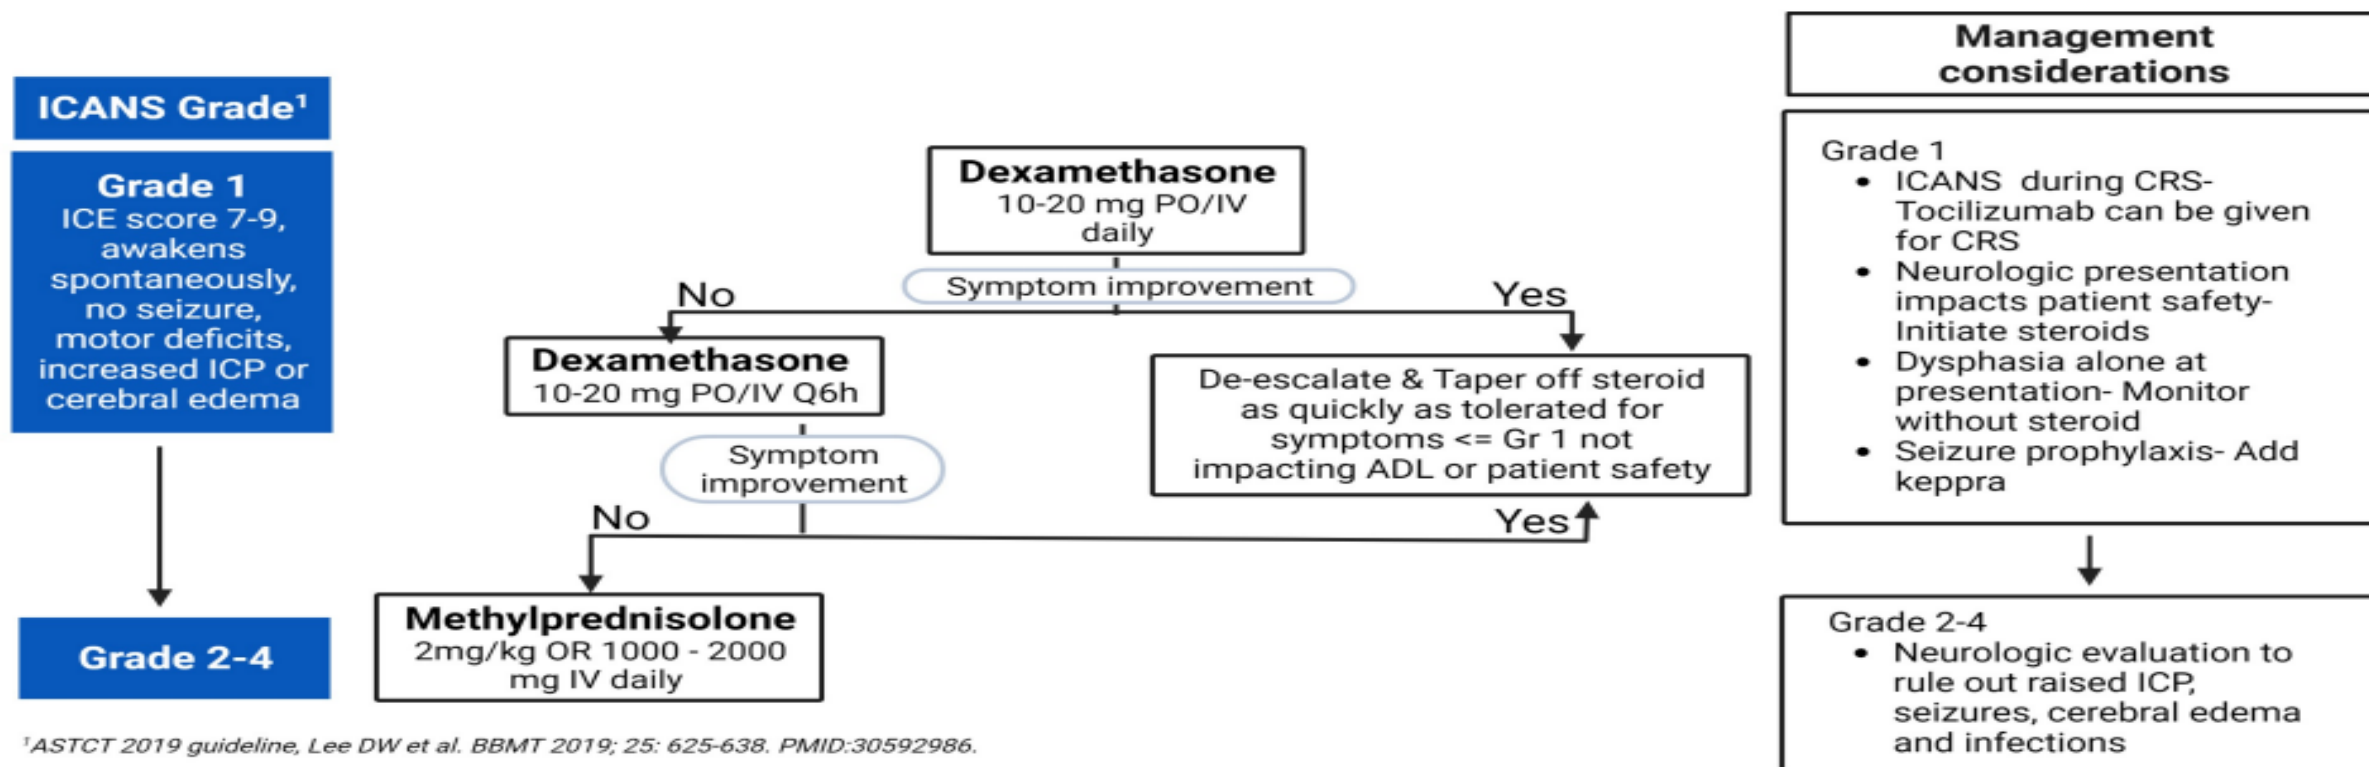 ICANS Grade¹
Grade 1
ICE score 7-9,
awakens
spontaneously,
no seizure,
motor deficits,
increased ICP or
cerebral edema
Grade 2-4
Dexamethasone
10-20 mg PO/IV
daily
Symptom improvement
No
Yes
Dexamethasone
10-20 mg PO/IV Q6h
De-escalate & Taper off steroid
as quickly as tolerated for
symptoms <= Gr 1 not
impacting ADL or patient safety
Symptom
improvement
No
Yes
Methylprednisolone
2mg/kg OR 1000 - 2000
mg IV daily
Management
considerations
Grade 1
• ICANS during CRS-
Tocilizumab can be given
for CRS
• Neurologic presentation
impacts patient safety-
Initiate steroids
• Dysphasia alone at
presentation- Monitor
without steroid
• Seizure prophylaxis- Add
keppra
Grade 2-4
• Neurologic evaluation to
rule out raised ICP,
seizures, cerebral edema
and infections
¹ASTCT 2019 guideline, Lee DW et al. BBMT 2019; 25: 625-638. PMID:30592986.